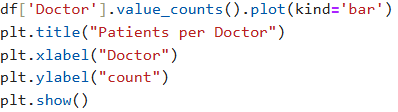 df['Doctor'].value_counts().plot(kind='bar')
plt.title("Patients per Doctor")
plt.xlabel("Doctor")
plt.ylabel("count")
plt.show()